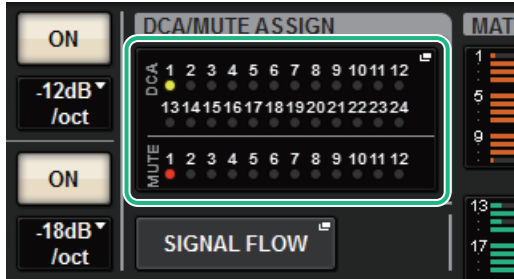 ON
-12dB
/oct
ON
-18dB
/oct
DCA/MUTE ASSIGN
DCA
1 2 3 4 5 6 7 8 9 10 11 12
13 14 15 16 17 18 19 20 21 22 23 24
MUTE
1 2 3 4 5 6 7 8 9 10 11 12
SIGNAL FLOW
MAT
1
5
9
13
17